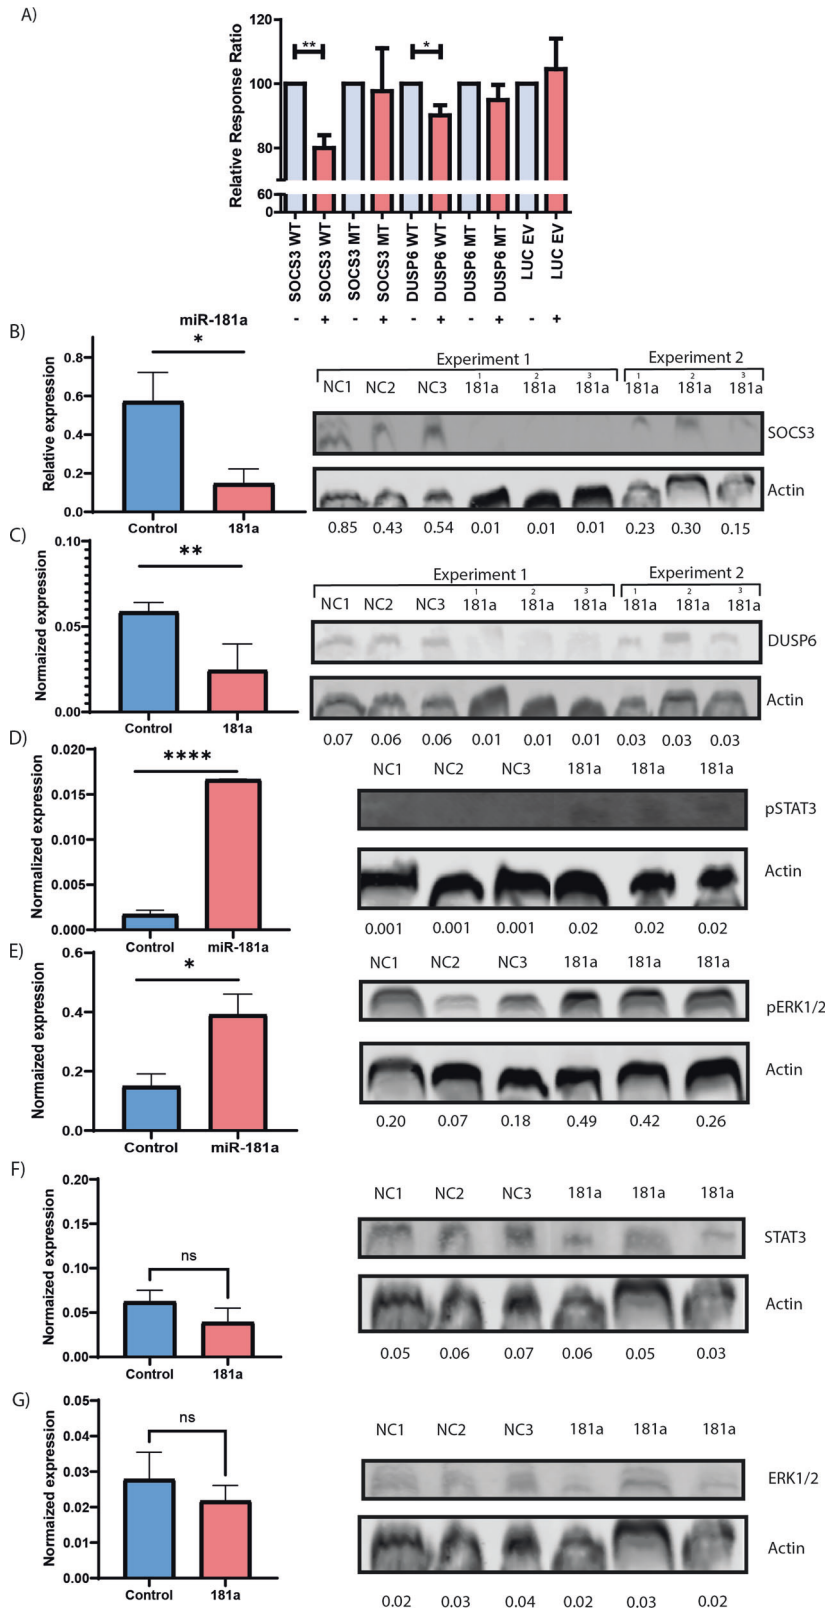 A)
Relative Response Ratio
120
100
80
60
0
** *
SOCS3 WT
SOCS3 WT
SOCS3 MT
SOCS3 MT
DUSP6 WT
DUSP6 WT
DUSP6 MT
DUSP6 MT
LUC EV
LUC EV
miR-181a
- + - + - + - + - +
B)
Relative expression
0.8
0.6
0.4
0.2
0.0
*
Control 181a
Experiment 1 Experiment 2
NC1 NC2 NC3 1 181a 2 181a 3 181a 1 181a 2 181a 3 181a
SOCS3
Actin
0.85 0.43 0.54 0.01 0.01 0.01 0.23 0.30 0.15
C)
Normaized expression
0.10
0.05
0.00
**
Control 181a
Experiment 1 Experiment 2
NC1 NC2 NC3 1 181a 2 181a 3 181a 1 181a 2 181a 3 181a
DUSP6
Actin
0.07 0.06 0.06 0.01 0.01 0.01 0.03 0.03 0.03
D)
Normalized expression
0.020
0.015
0.010
0.005
0.000
****
Control miR-181a
NC1 NC2 NC3 181a 181a 181a
pSTAT3
Actin
0.001 0.001 0.001 0.02 0.02 0.02
E)
Normalized expression
0.6
0.4
0.2
0.0
*
Control miR-181a
NC1 NC2 NC3 181a 181a 181a
pERK1/2
Actin
0.20 0.07 0.18 0.49 0.42 0.26
F)
Normaized expression
0.20
0.15
0.10
0.05
0.00
ns
Control 181a
NC1 NC2 NC3 181a 181a 181a
STAT3
Actin
0.05 0.06 0.07 0.06 0.05 0.03
G)
Normalized expression
0.05
0.04
0.03
0.02
0.01
0.00
ns
Control 181a
NC1 NC2 NC3 181a 181a 181a
ERK1/2
Actin
0.02 0.03 0.04 0.02 0.03 0.02